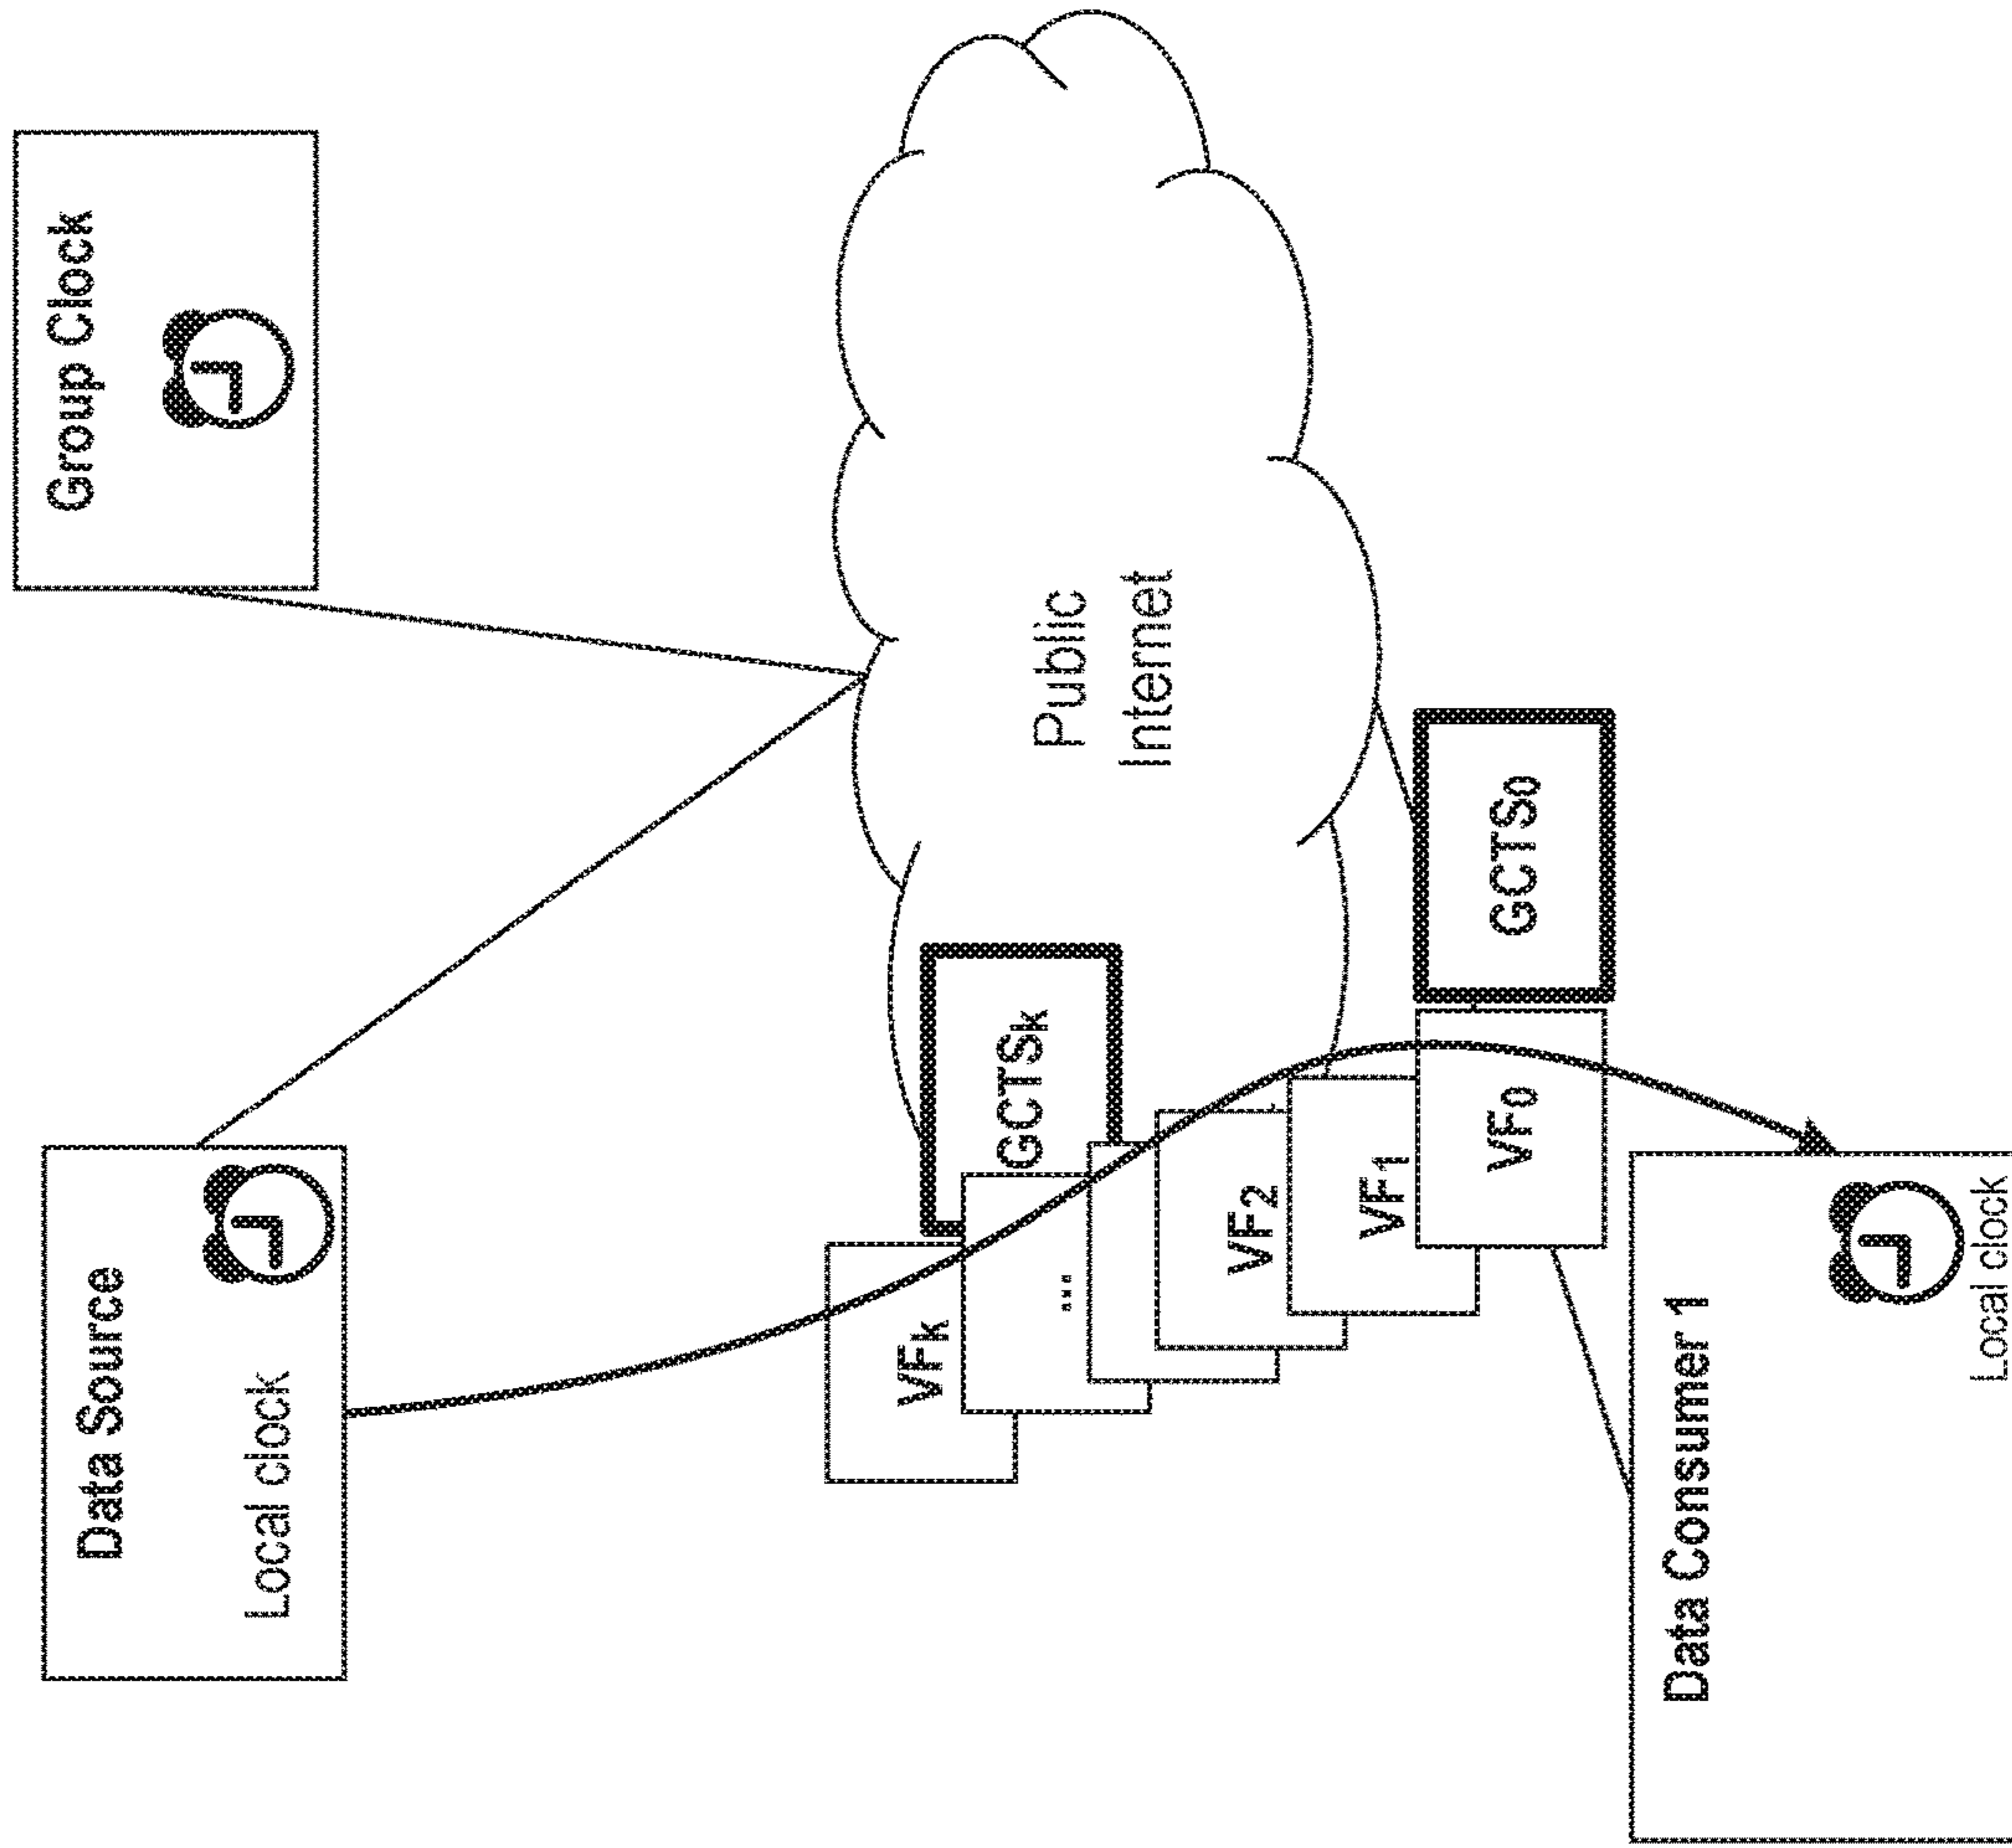 Group Clock
Data Source
Local clock
Public
Internet
GCTSk
GCTS0
VFk
...
VF2
VF1
VF0
Data Consumer 1
Local clock